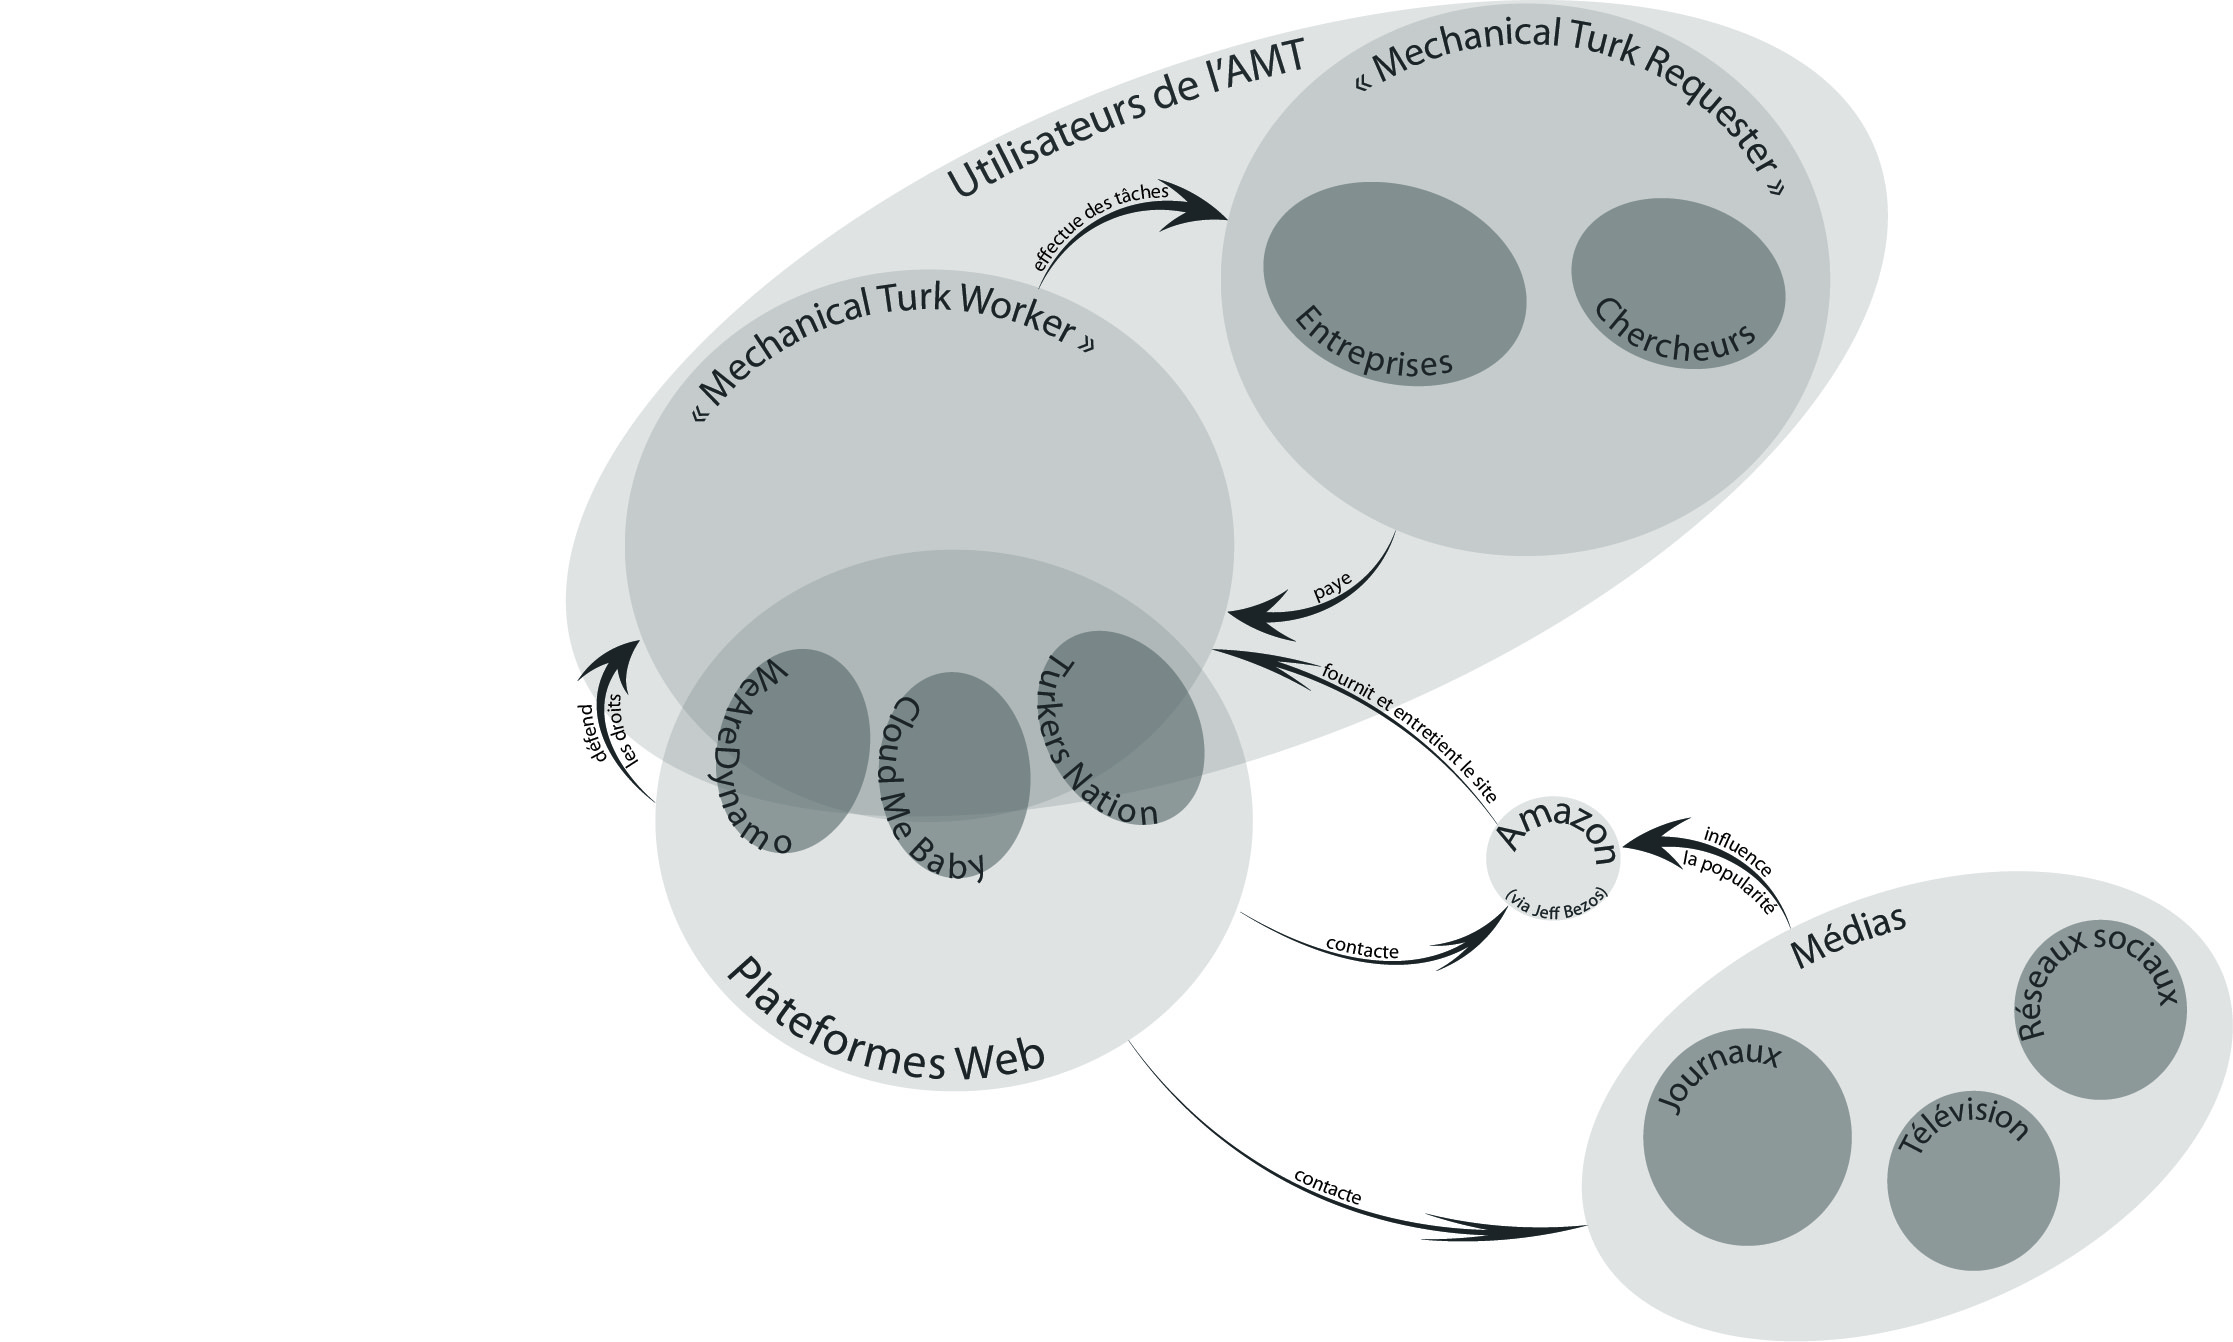 Utilisateurs de l'AMT
« Mechanical Turk Requester »
effectue des tâches
Entreprises
Chercheurs
« Mechanical Turk Worker »
paye
défend
les droits
WeAreDynamo
Cloud Me Baby
Turkers Nation
fournit et entretient le site
Amazon
(via Jeff Bezos)
influence
la popularité
contacte
Plateformes Web
Médias
Réseaux sociaux
Journaux
Télévision
contacte